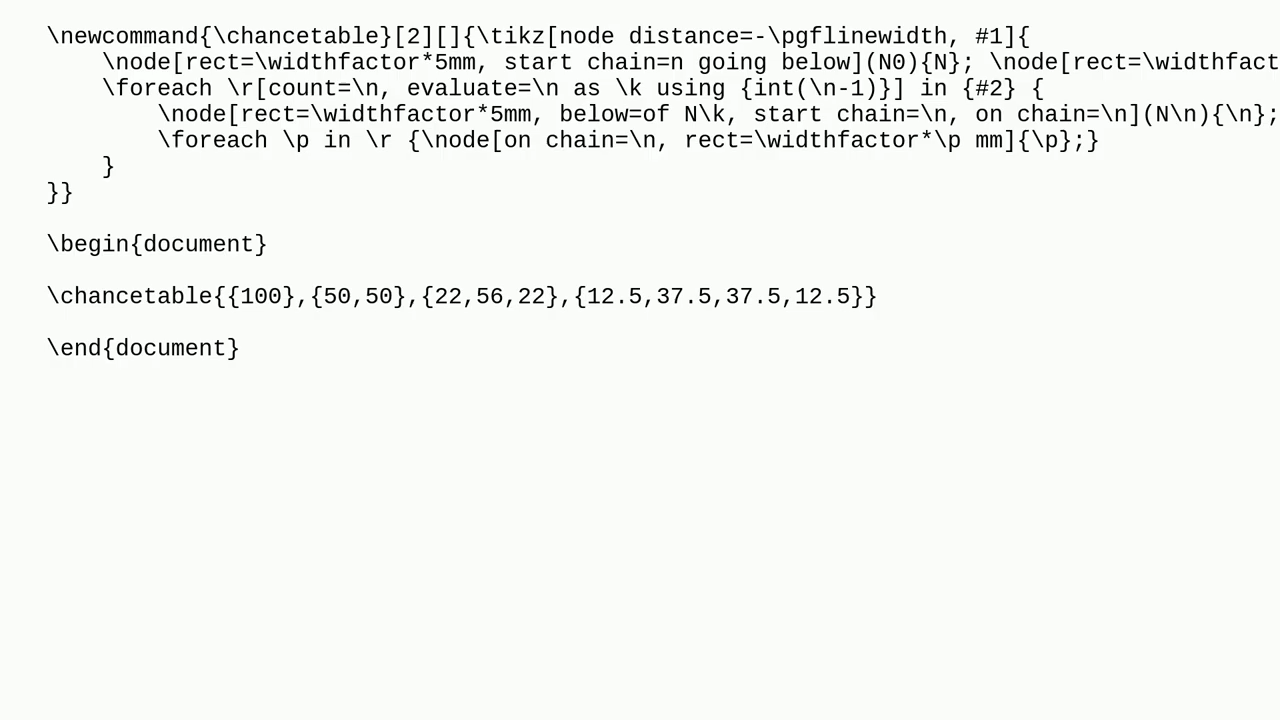 \newcommand{\chancetable}[2][]{\tikz[node distance=-\pgflinewidth, #1]{
    \node[rect=\widthfactor*5mm, start chain=n going below](N0){N}; \node[rect=\widthfact
    \foreach \r[count=\n, evaluate=\n as \k using {int(\n-1)}] in {#2} {
        \node[rect=\widthfactor*5mm, below=of N\k, start chain=\n, on chain=\n](N\n){\n};
        \foreach \p in \r {\node[on chain=\n, rect=\widthfactor*\p mm]{\p};}
    }
}}
\begin{document}
\chancetable{{100},{50,50},{22,56,22},{12.5,37.5,37.5,12.5}}
\end{document}